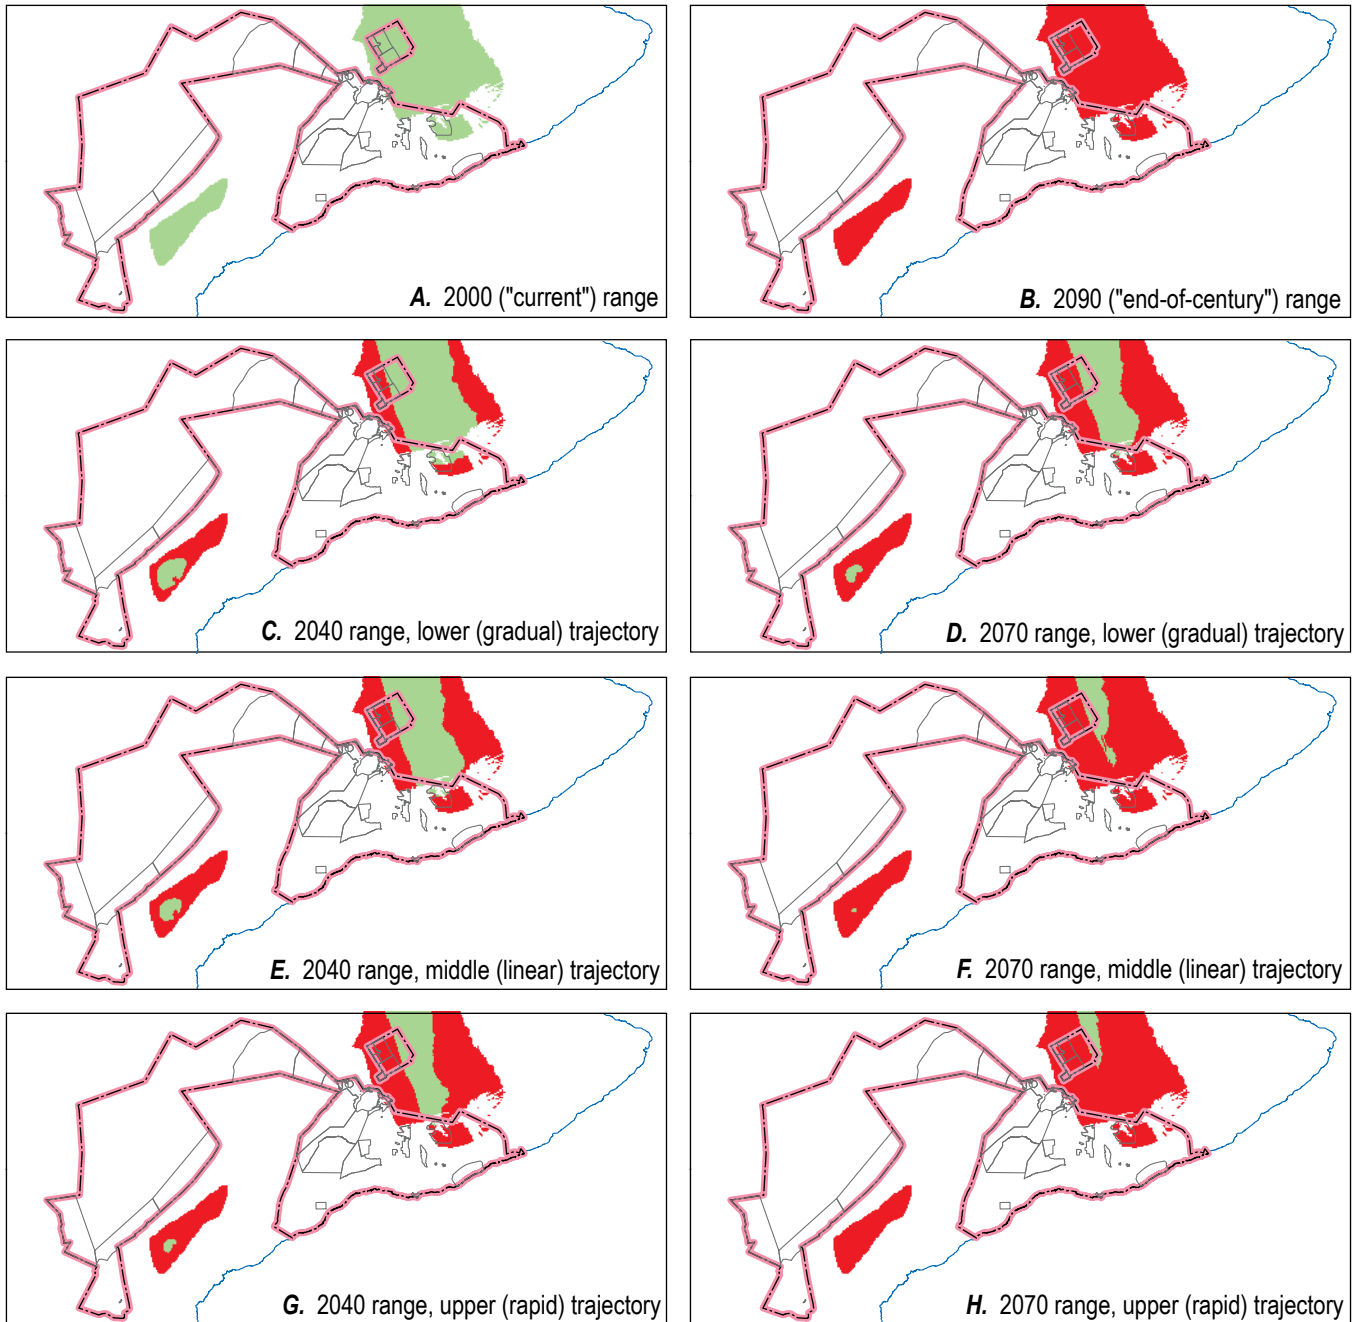 A. 2000 ("current") range
B. 2090 ("end-of-century") range
C. 2040 range, lower (gradual) trajectory
D. 2070 range, lower (gradual) trajectory
E. 2040 range, middle (linear) trajectory
F. 2070 range, middle (linear) trajectory
G. 2040 range, upper (rapid) trajectory
H. 2070 range, upper (rapid) trajectory